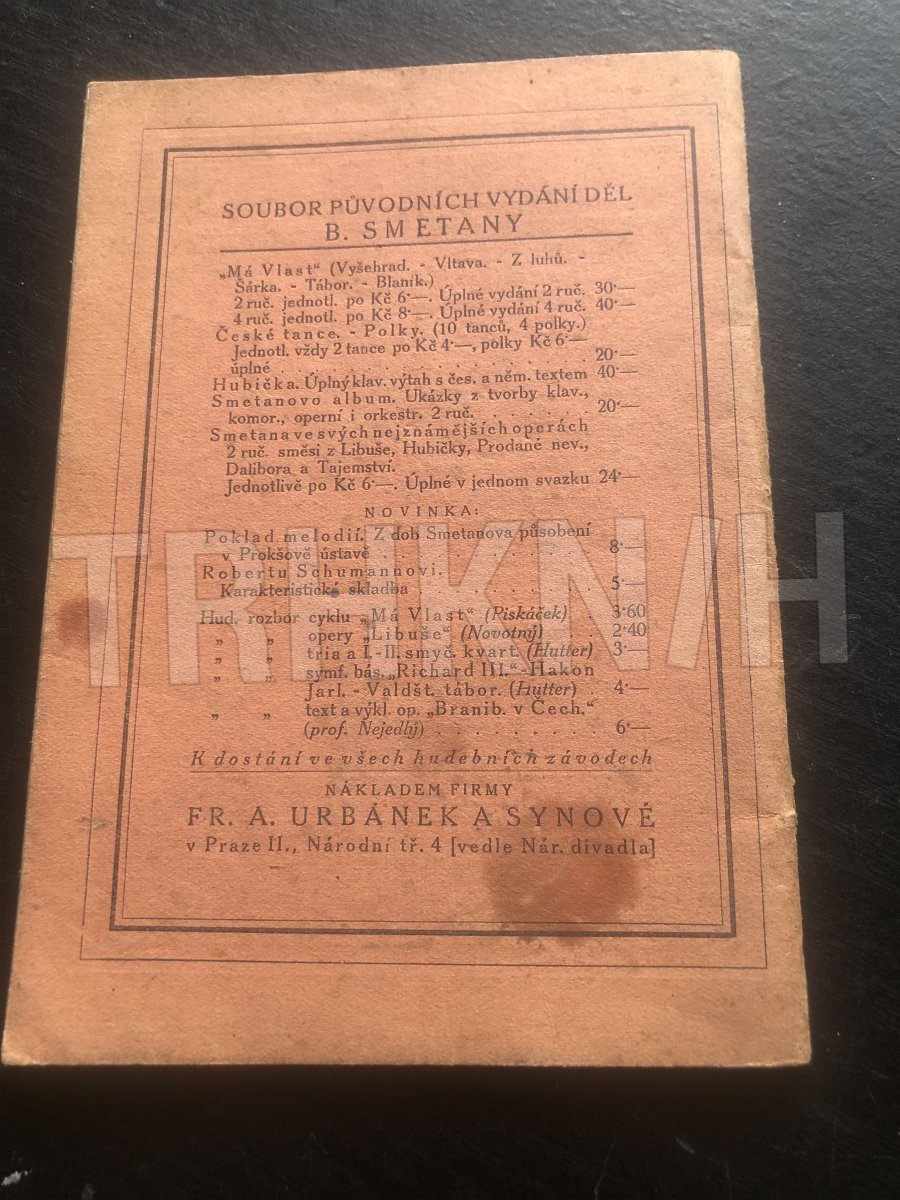 SOUBOR PŮVODNÍCH VYDÁNÍ DĚL
B. SMETANY
„Má Vlast“ (Vyšehrad. - Vltava. - Z luhů. -
Šárka. - Tábor. - Blaník.)
2 ruč. jednotl. po Kč 6·—. Úplné vydání 2 ruč. 30·—
4 ruč. jednotl. po Kč 8·—. Úplné vydání 4 ruč. 40·—
České tance. - Polky. (10 tanců, 4 polky.)
Jednotl. vždy 2 tance po Kč 4·—, polky Kč 6·—
úplné . . . . . . . . . . . . . . . . 20·—
Hubička. Úplný klav. výtah s čes. a něm. textem 40·—
Smetanovo album. Ukázky z tvorby klav.,
komor., operní i orkestr. 2 ruč. . . . . . . 20·—
Smetana ve svých nejznámějších operách
2 ruč. směsi z Libuše, Hubičky, Prodané nev.,
Dalibora a Tajemství.
Jednotlivě po Kč 6·—. Úplné v jednom svazku 24·—
NOVINKA:
Poklad melodií. Z dob Smetanova působení
v Prokšově ústavě . . . . . . . . . . 8·—
Robertu Schumannovi.
Karakteristická skladba . . . . . . . . 5·—
Hud. rozbor cyklu „Má Vlast“ (Piskáček) . 3·60
„ „ opery „Libuše“ (Novotný) . . 2·40
„ „ tria a I.-II. smyč. kvart. (Hutter) 3·—
„ „ symf. bás. „Richard III.“ - Hakon
Jarl. - Valdšt. tábor. (Hutter) . 4·—
„ „ text a výkl. op. „Branib. v Čech.“
(prof. Nejedlý) . . . . . . . . . 6·—
K dostání ve všech hudebních závodech
NÁKLADEM FIRMY
FR. A. URBÁNEK A SYNOVÉ
v Praze II., Národní tř. 4 [vedle Nár. divadla]
TRHKNIH